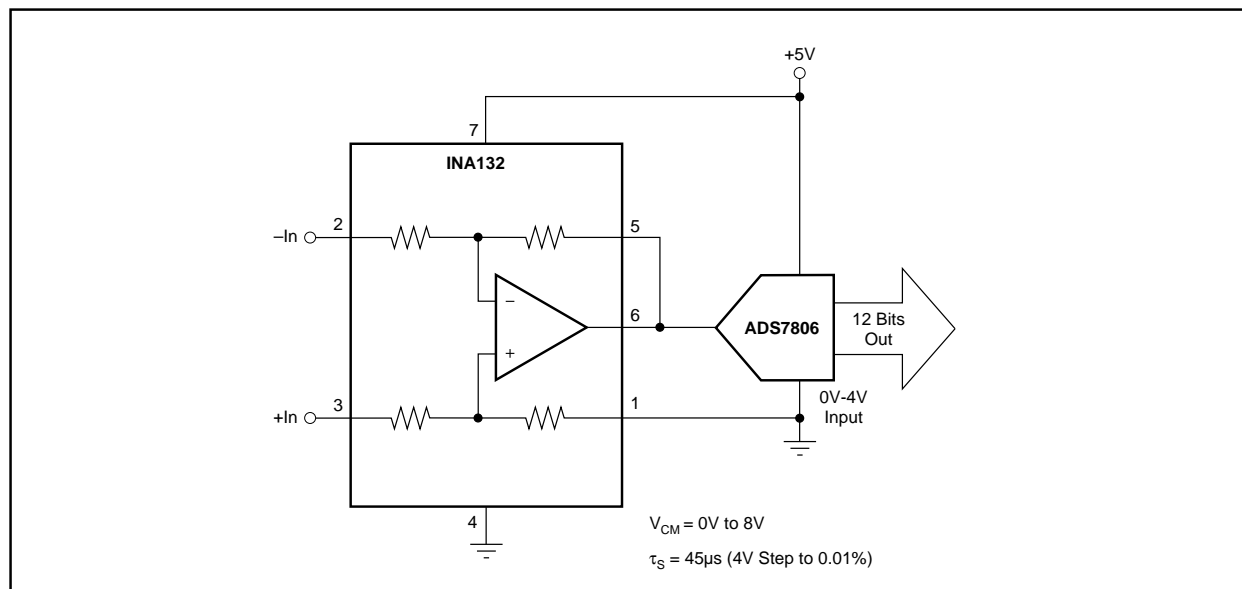 +5V
7
INA132
2
5
–In
–
6
ADS7806
12 Bits
Out
+
3
1
+In
0V-4V
Input
4
V_CM = 0V to 8V
τ_S = 45µs (4V Step to 0.01%)